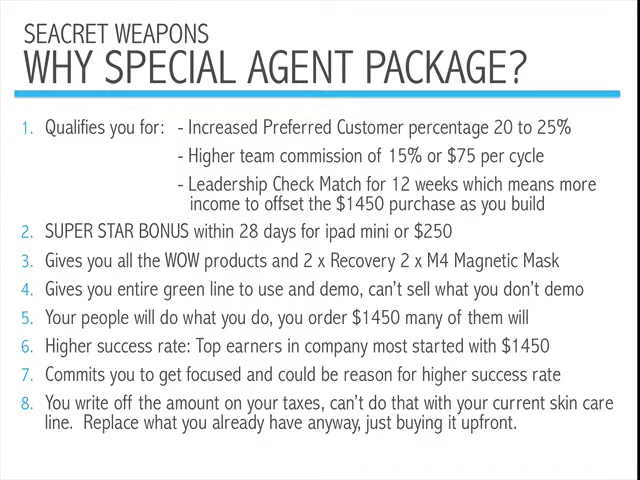 SEACRET WEAPONS
WHY SPECIAL AGENT PACKAGE?
1. Qualifies you for: - Increased Preferred Customer percentage 20 to 25%
- Higher team commission of 15% or $75 per cycle
- Leadership Check Match for 12 weeks which means more
income to offset the $1450 purchase as you build
2. SUPER STAR BONUS within 28 days for ipad mini or $250
3. Gives you all the WOW products and 2 x Recovery 2 x M4 Magnetic Mask
4. Gives you entire green line to use and demo, can't sell what you don't demo
5. Your people will do what you do, you order $1450 many of them will
6. Higher success rate: Top earners in company most started with $1450
7. Commits you to get focused and could be reason for higher success rate
8. You write off the amount on your taxes, can't do that with your current skin care
line. Replace what you already have anyway, just buying it upfront.